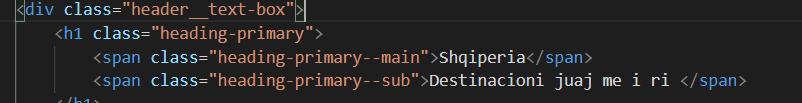 <div class="header__text-box">
<h1 class="heading-primary">
<span class="heading-primary--main">Shqiperia</span>
<span class="heading-primary--sub">Destinacioni juaj me i ri </span>
</h1>